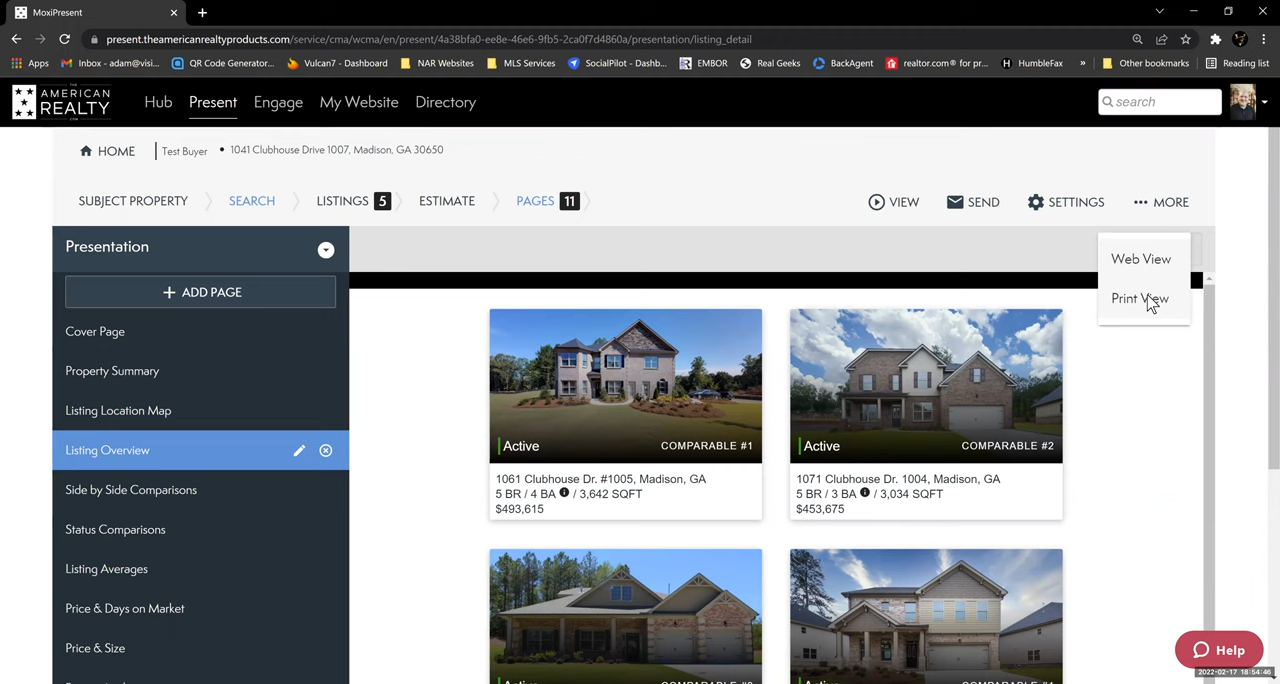 MoxiPresent
present.theamericanrealtyproducts.com/service/cma/wcma/en/present/4a38bfa0-ee8e-46e6-9fb5-2ca0f7d4860a/presentation/listing_detail
Apps Inbox - adam@visi... QR Code Generator... Vulcan7 - Dashboard NAR Websites MLS Services SocialPilot - Dashb... EMBOR Real Geeks BackAgent realtor.com® for pr... HumbleFax » Other bookmarks Reading list
THE
AMERICAN
REALTY
Hub Present Engage My Website Directory search
HOME Test Buyer • 1041 Clubhouse Drive 1007, Madison, GA 30650
SUBJECT PROPERTY SEARCH LISTINGS 5 ESTIMATE PAGES 11 VIEW SEND SETTINGS ••• MORE
Presentation
Web View
Print View
+ ADD PAGE
Cover Page
Property Summary
Listing Location Map
Listing Overview
Side by Side Comparisons
Status Comparisons
Listing Averages
Price & Days on Market
Price & Size
Active COMPARABLE #1
1061 Clubhouse Dr. #1005, Madison, GA
5 BR / 4 BA / 3,642 SQFT
$493,615
Active COMPARABLE #2
1071 Clubhouse Dr. 1004, Madison, GA
5 BR / 3 BA / 3,034 SQFT
$453,675
Help
2022-02-17 18:54:46